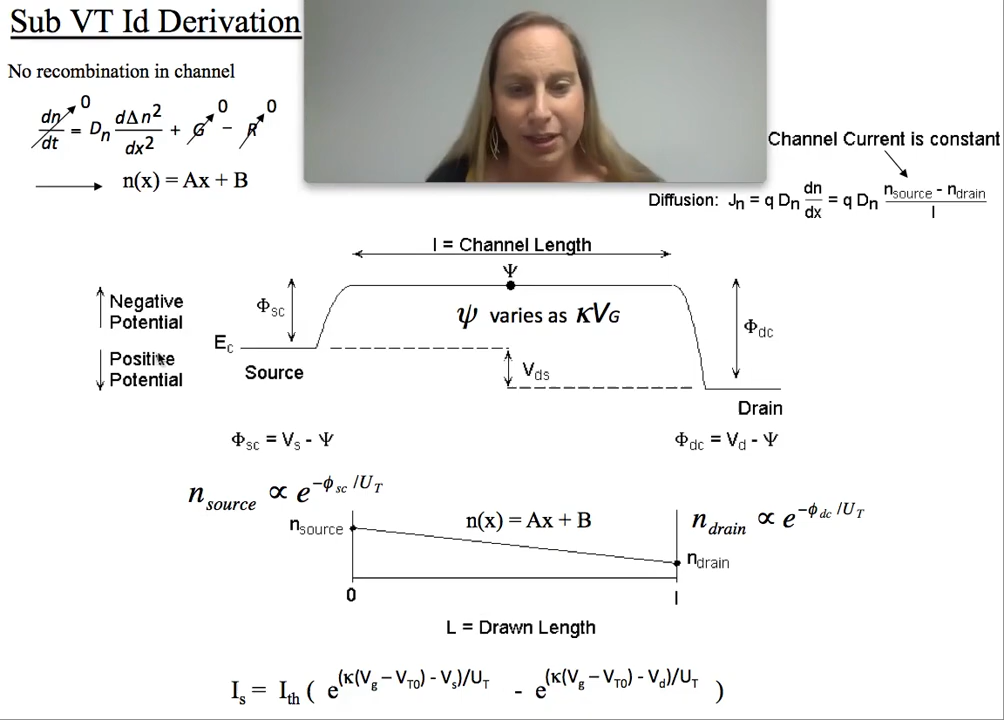 Sub VT Id Derivation
No recombination in channel
dn/dt → 0 = Dn dΔn²/dx² + G → 0 − R → 0
n(x) = Ax + B
Channel Current is constant
Diffusion: Jn = q Dn dn/dx = q Dn (nsource - ndrain)/l
l = Channel Length
Ψ
Φsc
ψ varies as κVG
Φdc
Negative
Potential
Positive
Potential
Ec
Source
Vds
Drain
Φsc = Vs - Ψ
Φdc = Vd - Ψ
nsource ∝ e^(−ϕsc /UT)
ndrain ∝ e^(−ϕdc /UT)
nsource
n(x) = Ax + B
ndrain
0
l
L = Drawn Length
Is = Ith ( e^((κ(Vg − VT0) - Vs)/UT) - e^((κ(Vg − VT0) - Vd)/UT) )